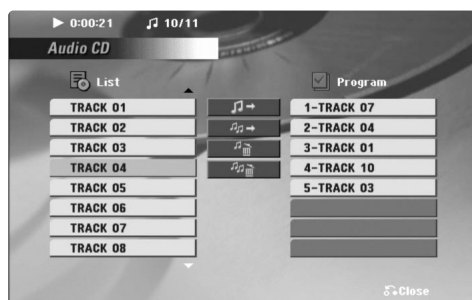 0:00:21 10/11
Audio CD
List
TRACK 01
TRACK 02
TRACK 03
TRACK 04
TRACK 05
TRACK 06
TRACK 07
TRACK 08
Program
1-TRACK 07
2-TRACK 04
3-TRACK 01
4-TRACK 10
5-TRACK 03
Close